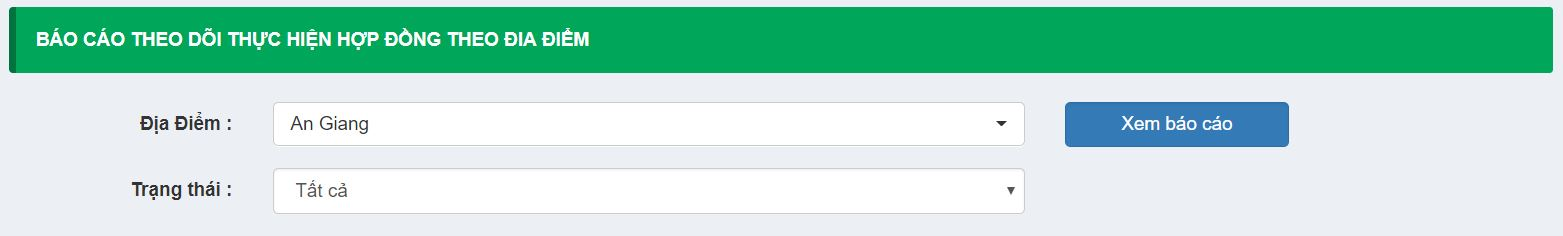 BÁO CÁO THEO DÕI THỰC HIỆN HỢP ĐỒNG THEO ĐIA ĐIỂM
Địa Điểm : An Giang Xem báo cáo
Trạng thái : Tất cả